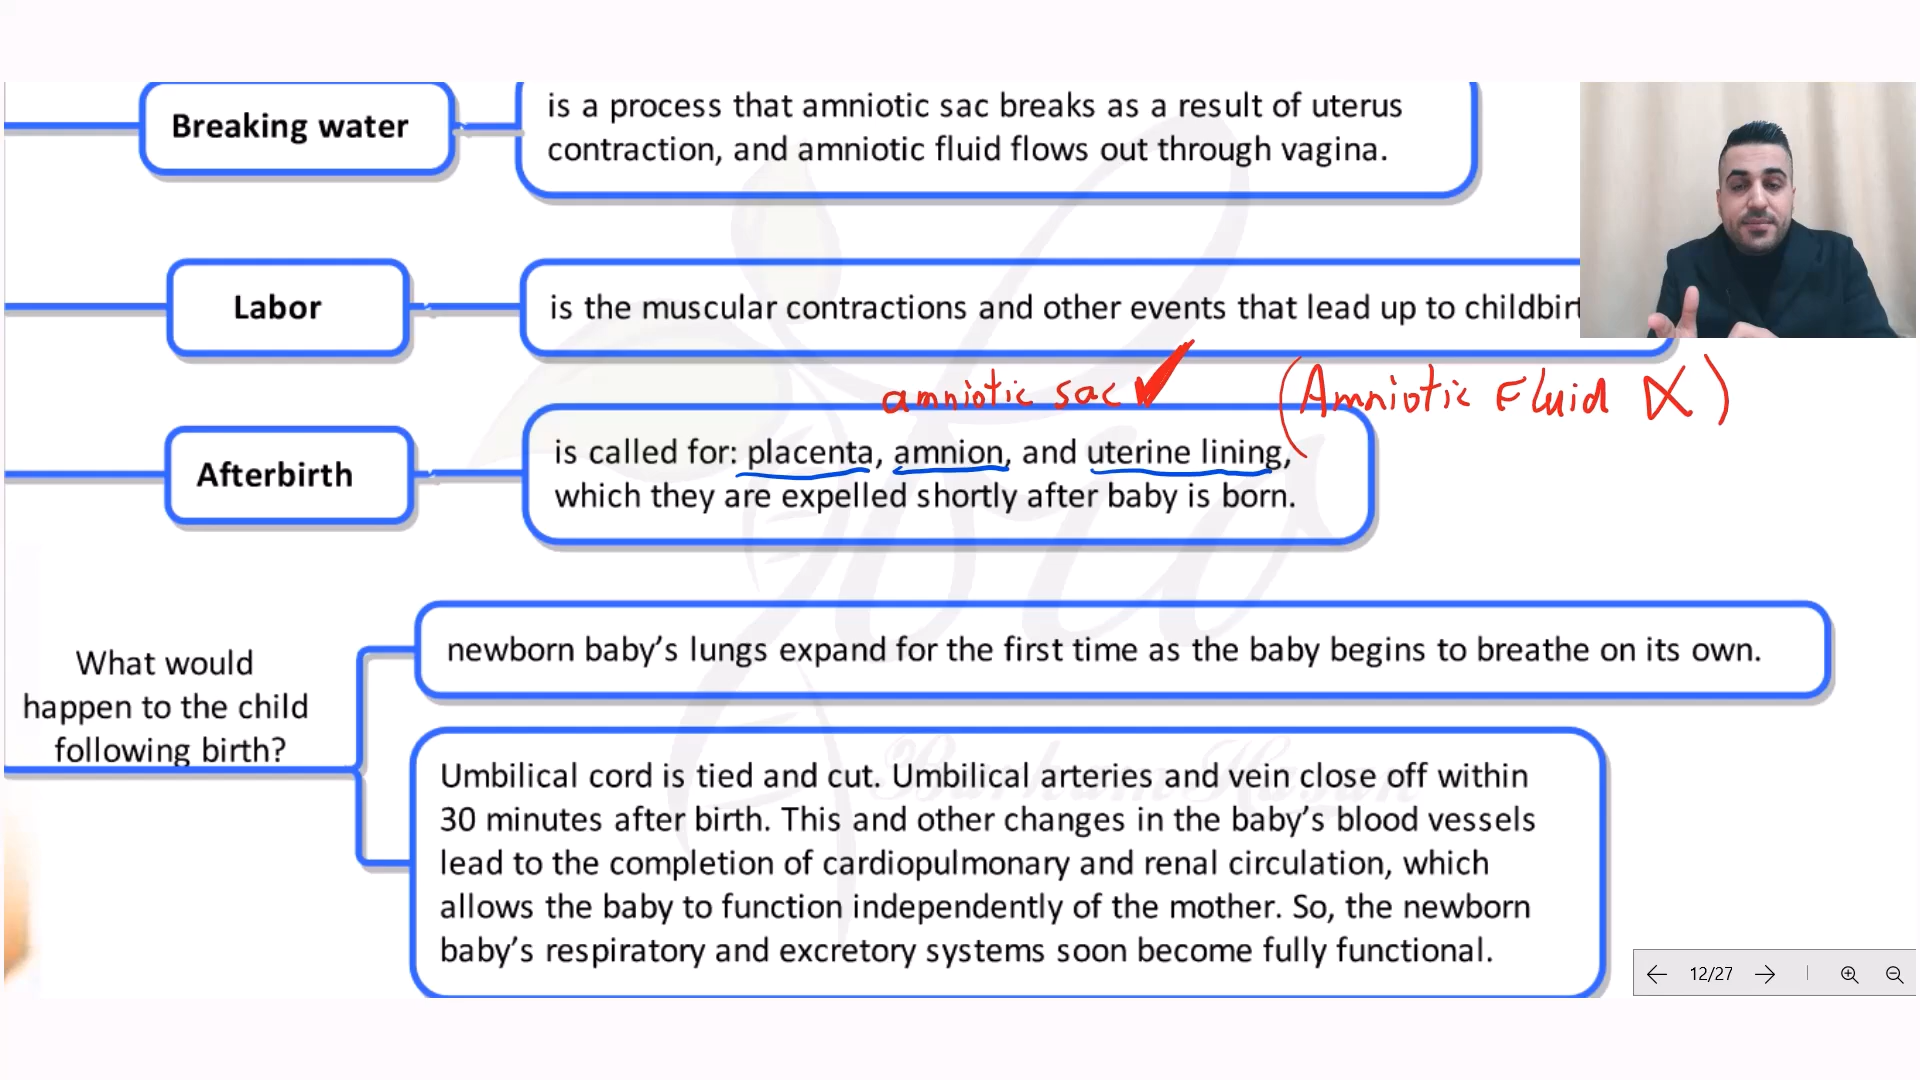 Breaking water
is a process that amniotic sac breaks as a result of uterus
contraction, and amniotic fluid flows out through vagina.
Labor
is the muscular contractions and other events that lead up to childbirt
amniotic sac ✓
(Amniotic Fluid X)
Afterbirth
is called for: placenta, amnion, and uterine lining,
which they are expelled shortly after baby is born.
What would
happen to the child
following birth?
newborn baby’s lungs expand for the first time as the baby begins to breathe on its own.
Umbilical cord is tied and cut. Umbilical arteries and vein close off within
30 minutes after birth. This and other changes in the baby’s blood vessels
lead to the completion of cardiopulmonary and renal circulation, which
allows the baby to function independently of the mother. So, the newborn
baby’s respiratory and excretory systems soon become fully functional.
12/27